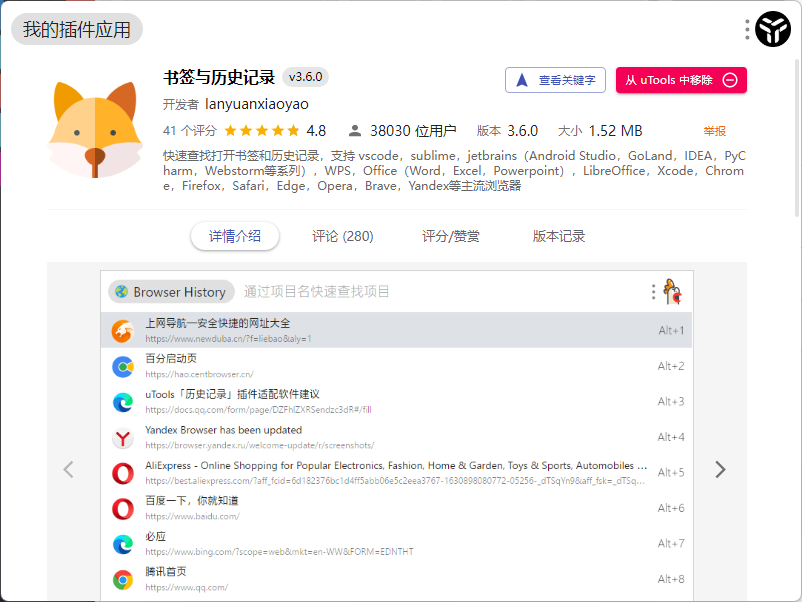 我的插件应用
书签与历史记录 v3.6.0
查看关键字
从 uTools 中移除
开发者 lanyuanxiaoyao
41 个评分 4.8 38030 位用户 版本 3.6.0 大小 1.52 MB 举报
快速查找打开书签和历史记录，支持 vscode，sublime，jetbrains（Android Studio，GoLand，IDEA，PyC
harm，Webstorm等系列），WPS，Office（Word，Excel，Powerpoint），LibreOffice，Xcode，Chrom
e，Firefox，Safari，Edge，Opera，Brave，Yandex等主流浏览器
详情介绍 评论 (280) 评分/赞赏 版本记录
Browser History 通过项目名快速查找项目
上网导航—安全快捷的网址大全
https://www.newduba.cn/?f=liebao&aly=1
Alt+1
百分启动页
https://hao.centbrowser.cn/
Alt+2
uTools「历史记录」插件适配软件建议
https://docs.qq.com/form/page/DZFhIZXRSendzc3dR#/fill
Alt+3
Yandex Browser has been updated
https://browser.yandex.ru/welcome-update/r/screenshots/
Alt+4
AliExpress - Online Shopping for Popular Electronics, Fashion, Home & Garden, Toys & Sports, Automobiles ...
https://best.aliexpress.com/?aff_fcid=6d182376bc1d4ff5abb06e5c2eea3767-1630898080772-05256-_dTSqYn9&aff_fsk=_dTSq...
Alt+5
百度一下，你就知道
https://www.baidu.com/
Alt+6
必应
https://www.bing.com/?scope=web&mkt=en-WW&FORM=EDNTHT
Alt+7
腾讯首页
https://www.qq.com/
Alt+8